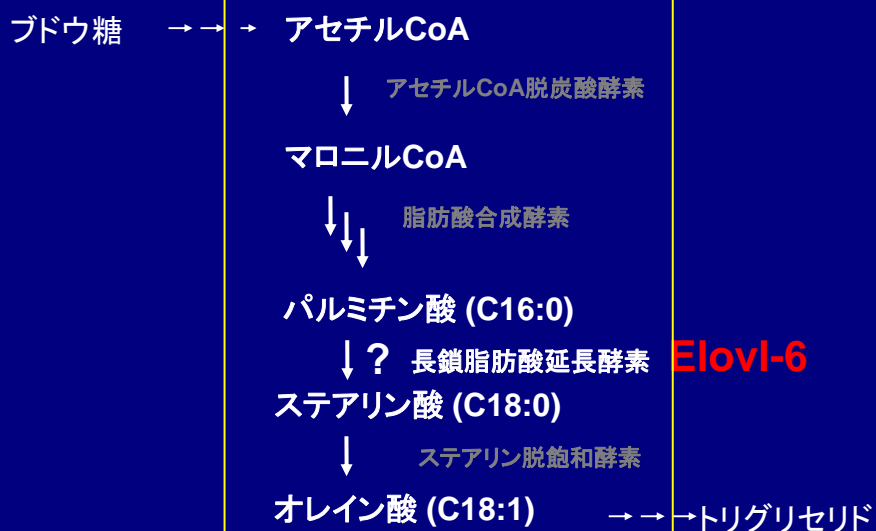 ブドウ糖 →→ → アセチルCoA
アセチルCoA脱炭酸酵素
マロニルCoA
脂肪酸合成酵素
パルミチン酸 (C16:0)
? 長鎖脂肪酸延長酵素 Elovl-6
ステアリン酸 (C18:0)
ステアリン脱飽和酵素
オレイン酸 (C18:1) →→→トリグリセリド